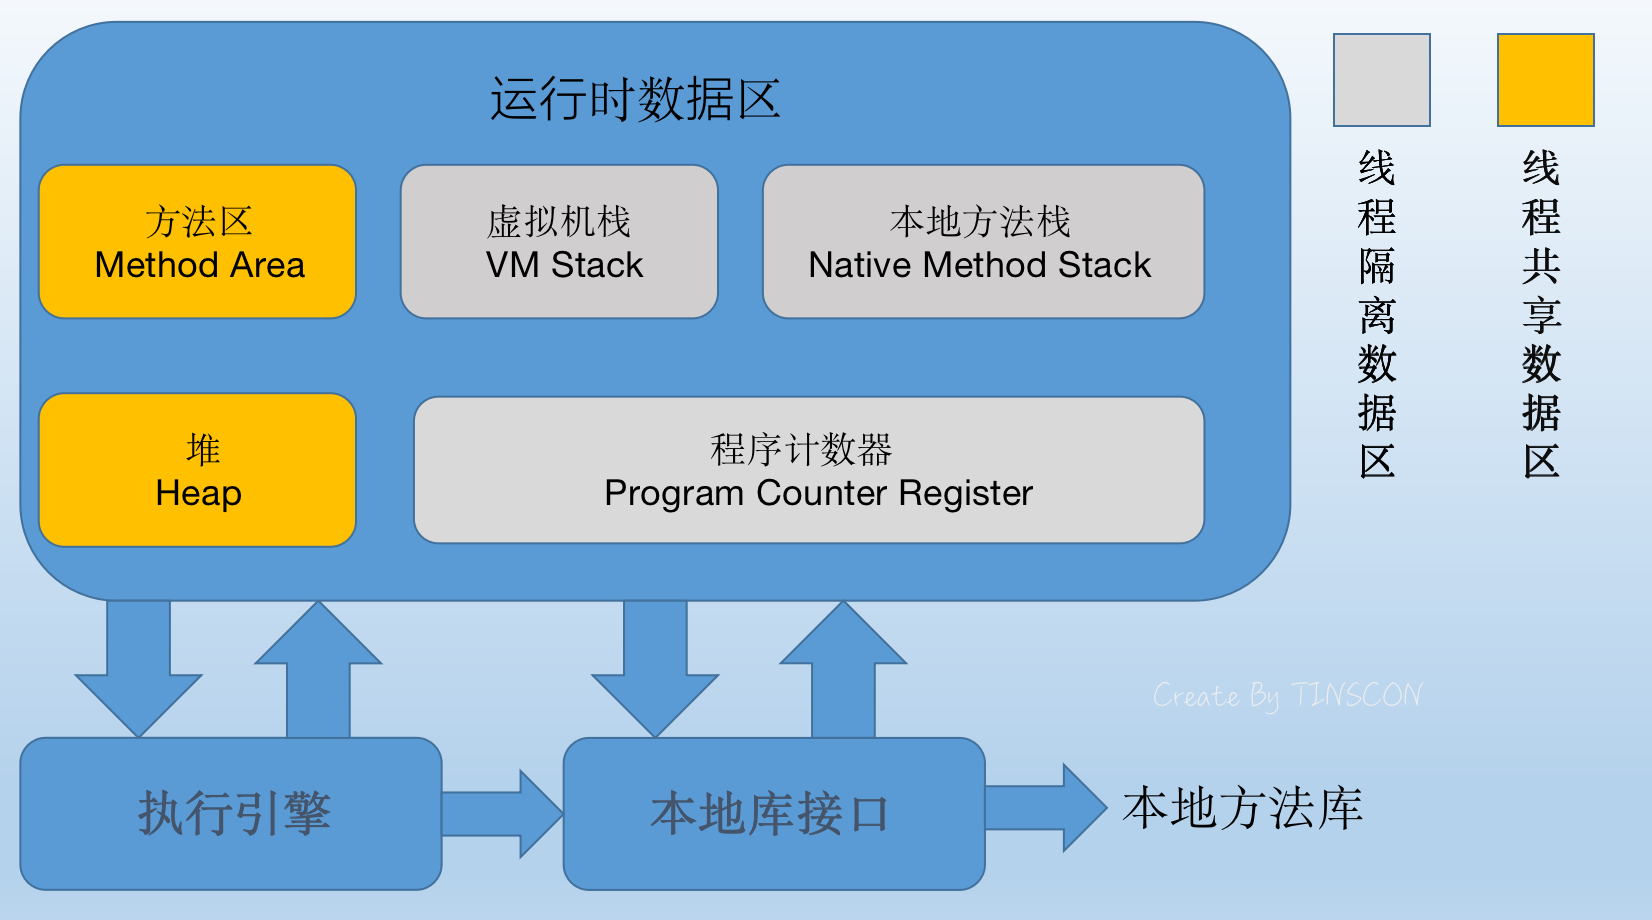 运行时数据区
方法区
Method Area
虚拟机栈
VM Stack
本地方法栈
Native Method Stack
堆
Heap
程序计数器
Program Counter Register
线程隔离数据区
线程共享数据区
Create By TINSCON
执行引擎
本地库接口
本地方法库